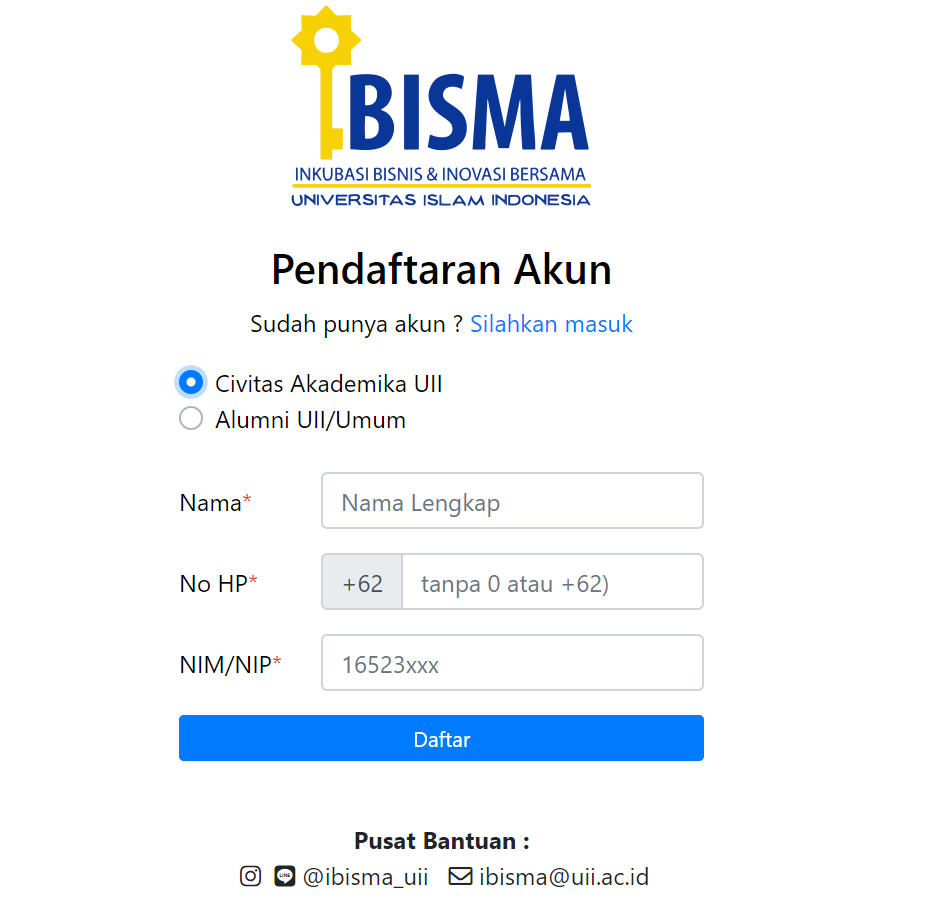 iBISMA
INKUBASI BISNIS & INOVASI BERSAMA
UNIVERSITAS ISLAM INDONESIA
Pendaftaran Akun
Sudah punya akun ? Silahkan masuk
Civitas Akademika UII
Alumni UII/Umum
Nama* Nama Lengkap
No HP* +62 tanpa 0 atau +62)
NIM/NIP* 16523xxx
Daftar
Pusat Bantuan :
LINE @ibisma_uii ibisma@uii.ac.id